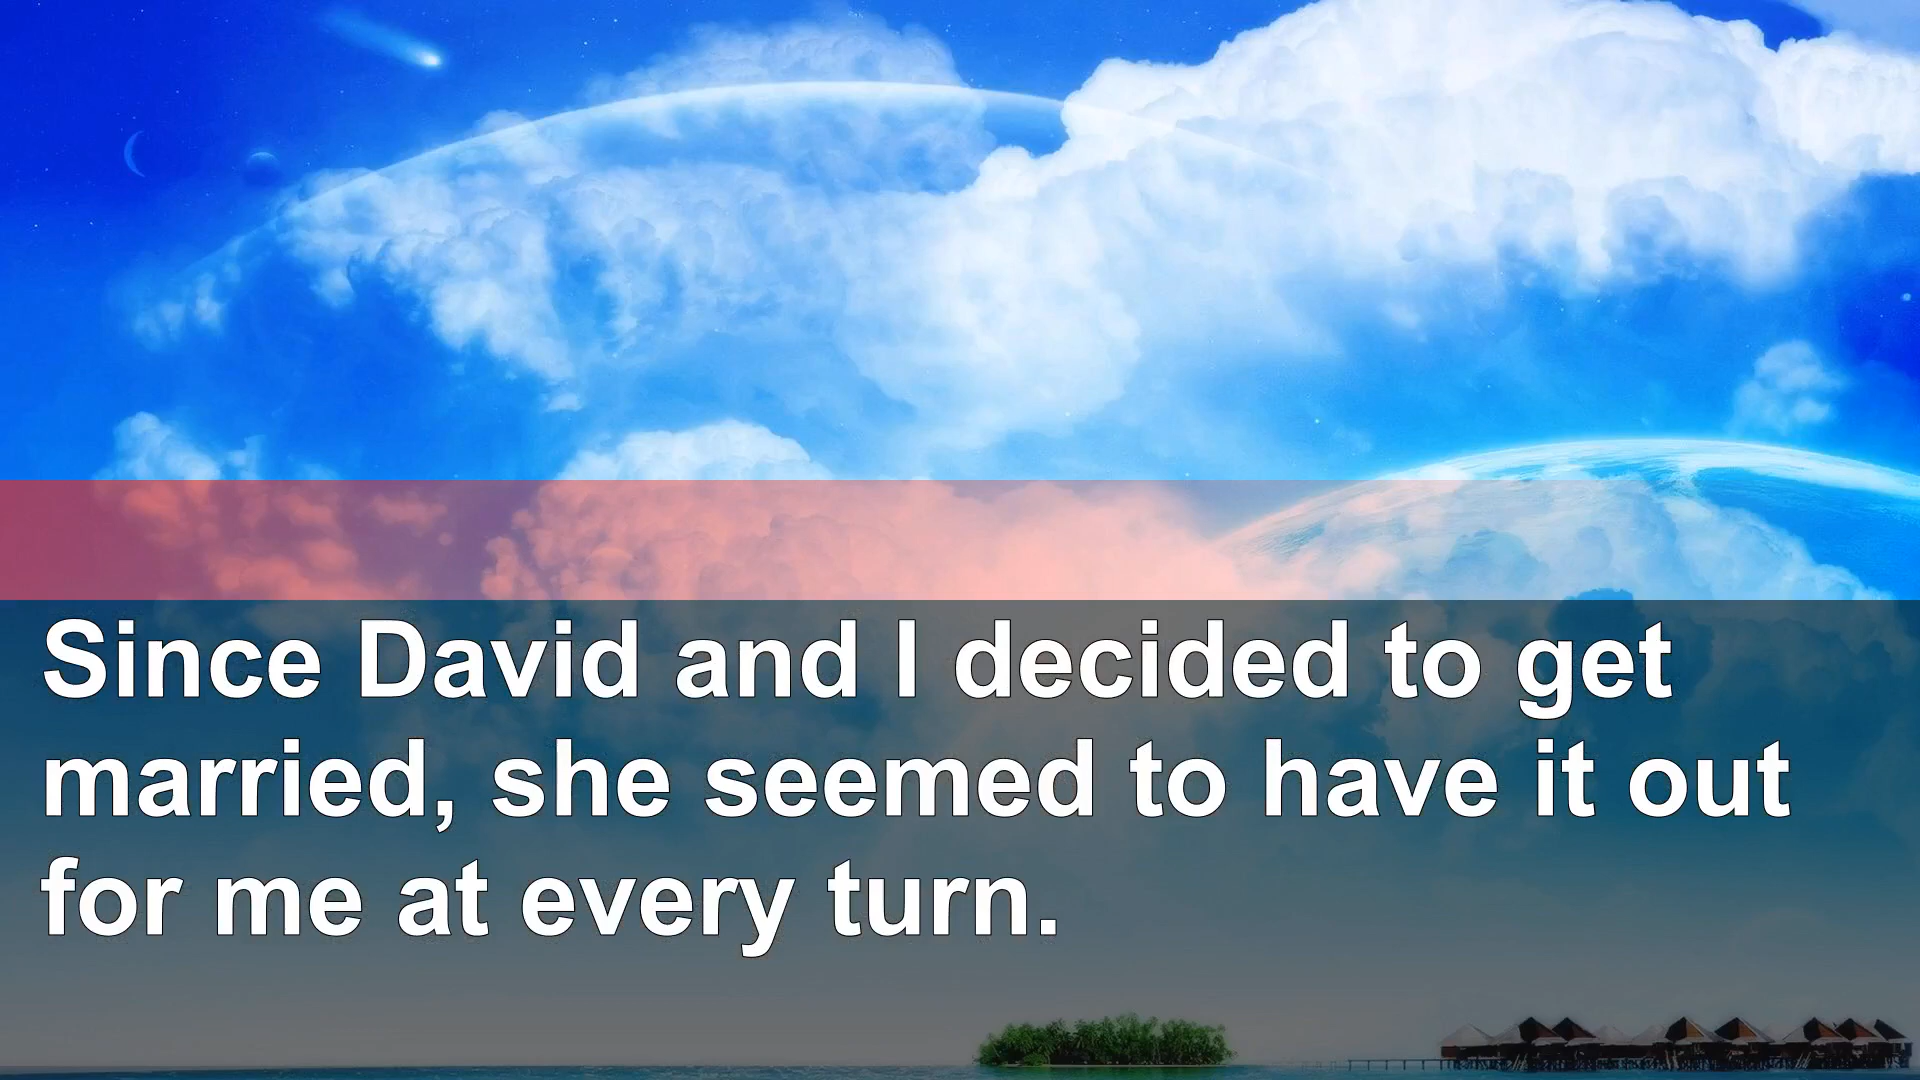 Since David and I decided to get
married, she seemed to have it out
for me at every turn.